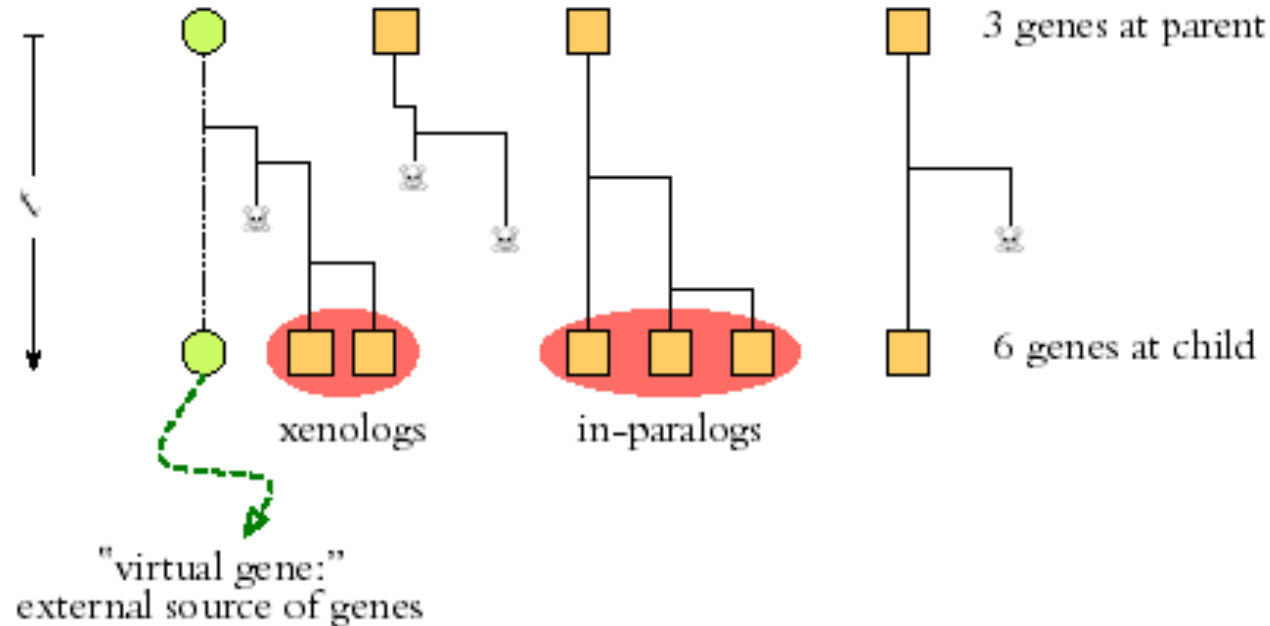 3 genes at parent
6 genes at child
xenologs
in-paralogs
"virtual gene:”
external source of genes